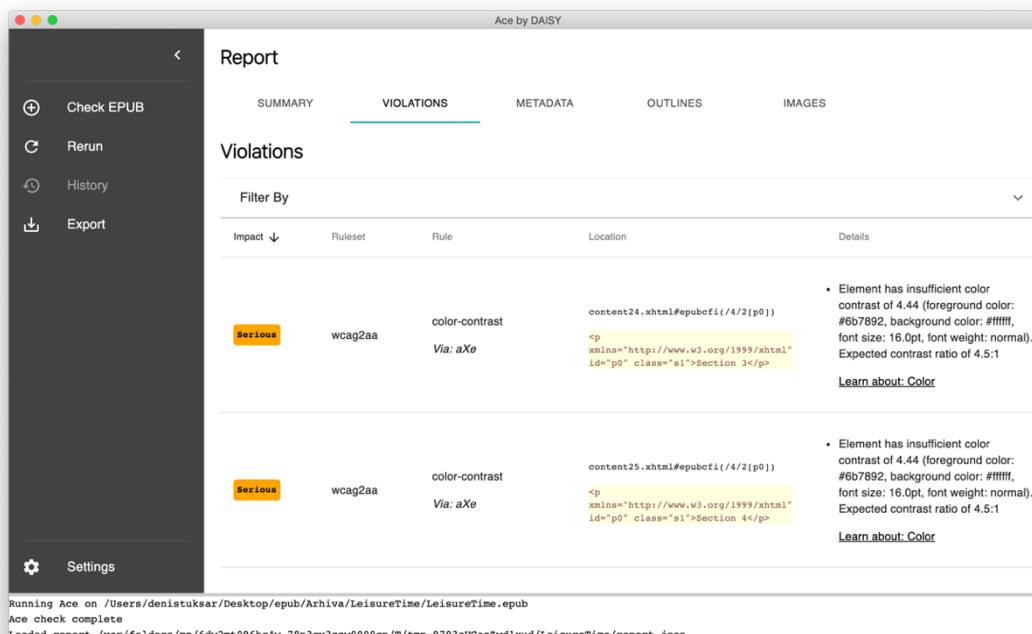 Ace by DAISY
Check EPUB
Rerun
History
Export
Settings
Report
SUMMARY VIOLATIONS METADATA OUTLINES IMAGES
Violations
Filter By
Impact Ruleset Rule Location Details
Serious
wcag2aa
color-contrast
Via: aXe
content24.xhtml#epubcfi(/4/2[p0])
<p
xmlns="http://www.w3.org/1999/xhtml"
id="p0" class="s1">Section 3</p>
• Element has insufficient color
contrast of 4.44 (foreground color:
#6b7892, background color: #ffffff,
font size: 16.0pt, font weight: normal).
Expected contrast ratio of 4.5:1
Learn about: Color
Serious
wcag2aa
color-contrast
Via: aXe
content25.xhtml#epubcfi(/4/2[p0])
<p
xmlns="http://www.w3.org/1999/xhtml"
id="p0" class="s1">Section 4</p>
• Element has insufficient color
contrast of 4.44 (foreground color:
#6b7892, background color: #ffffff,
font size: 16.0pt, font weight: normal).
Expected contrast ratio of 4.5:1
Learn about: Color
Running Ace on /Users/denistuksar/Desktop/epub/Arhiva/LeisureTime/LeisureTime.epub
Ace check complete
Loaded report